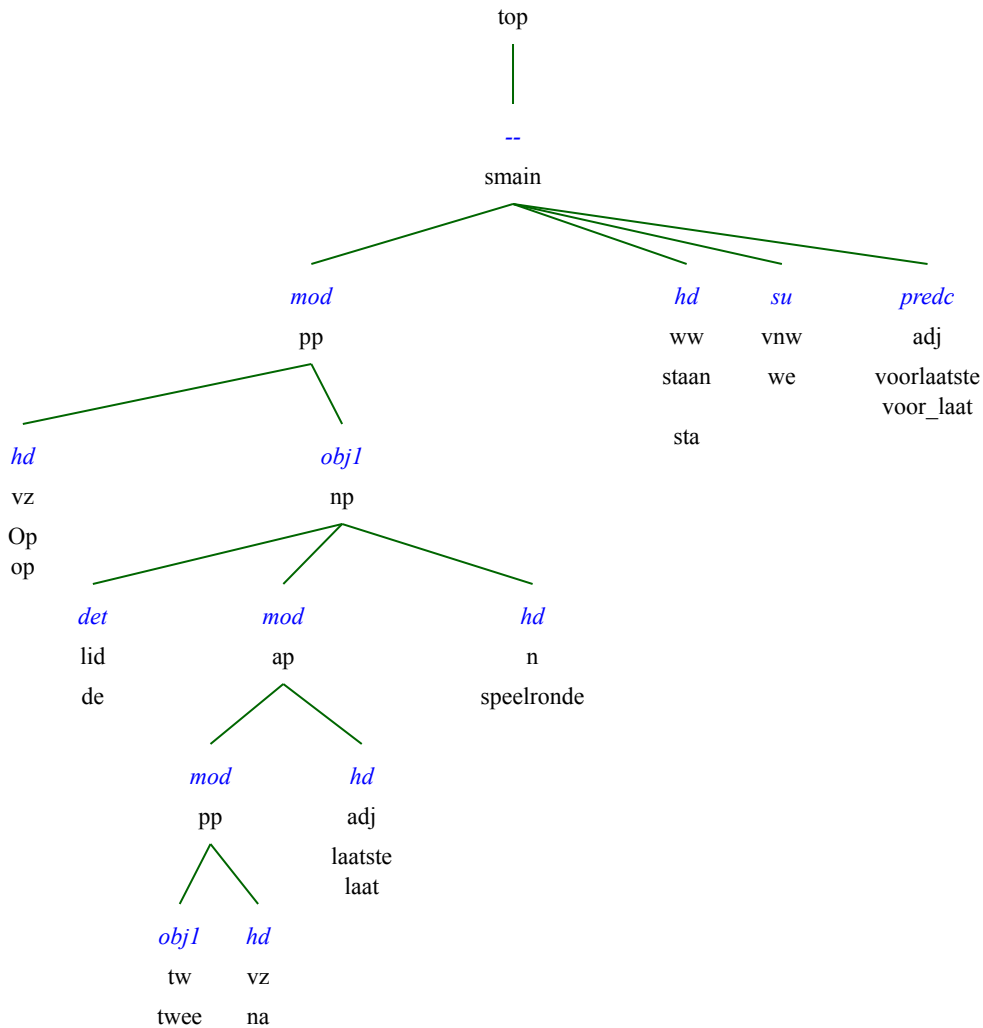 top
--
smain
mod hd su predc
pp ww vnw adj
staan we voorlaatste
voor_laat
sta
hd obj1
vz np
Op
op
det mod hd
lid ap n
de speelronde
mod hd
pp adj
laatste
laat
obj1 hd
tw vz
twee na